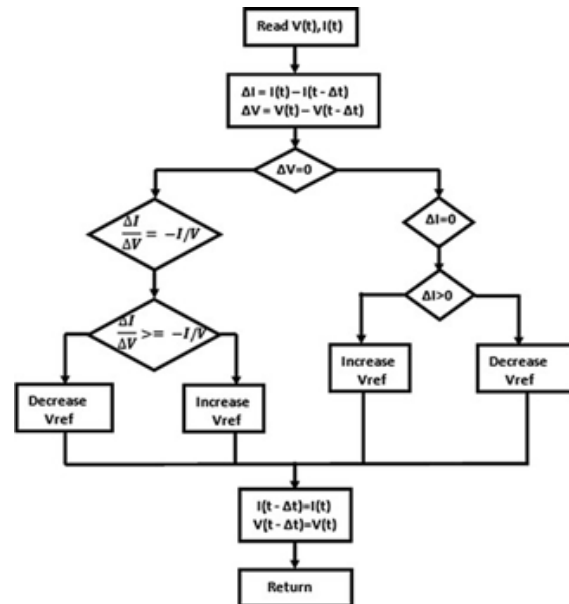 Read V(t), I(t)
ΔI = I(t) – I(t - Δt)
ΔV = V(t) – V(t - Δt)
ΔV=0
ΔI/ΔV = -I/V
ΔI=0
ΔI>0
ΔI/ΔV >= -I/V
Increase
Vref
Decrease
Vref
Decrease
Vref
Increase
Vref
I(t - Δt)=I(t)
V(t - Δt)=V(t)
Return